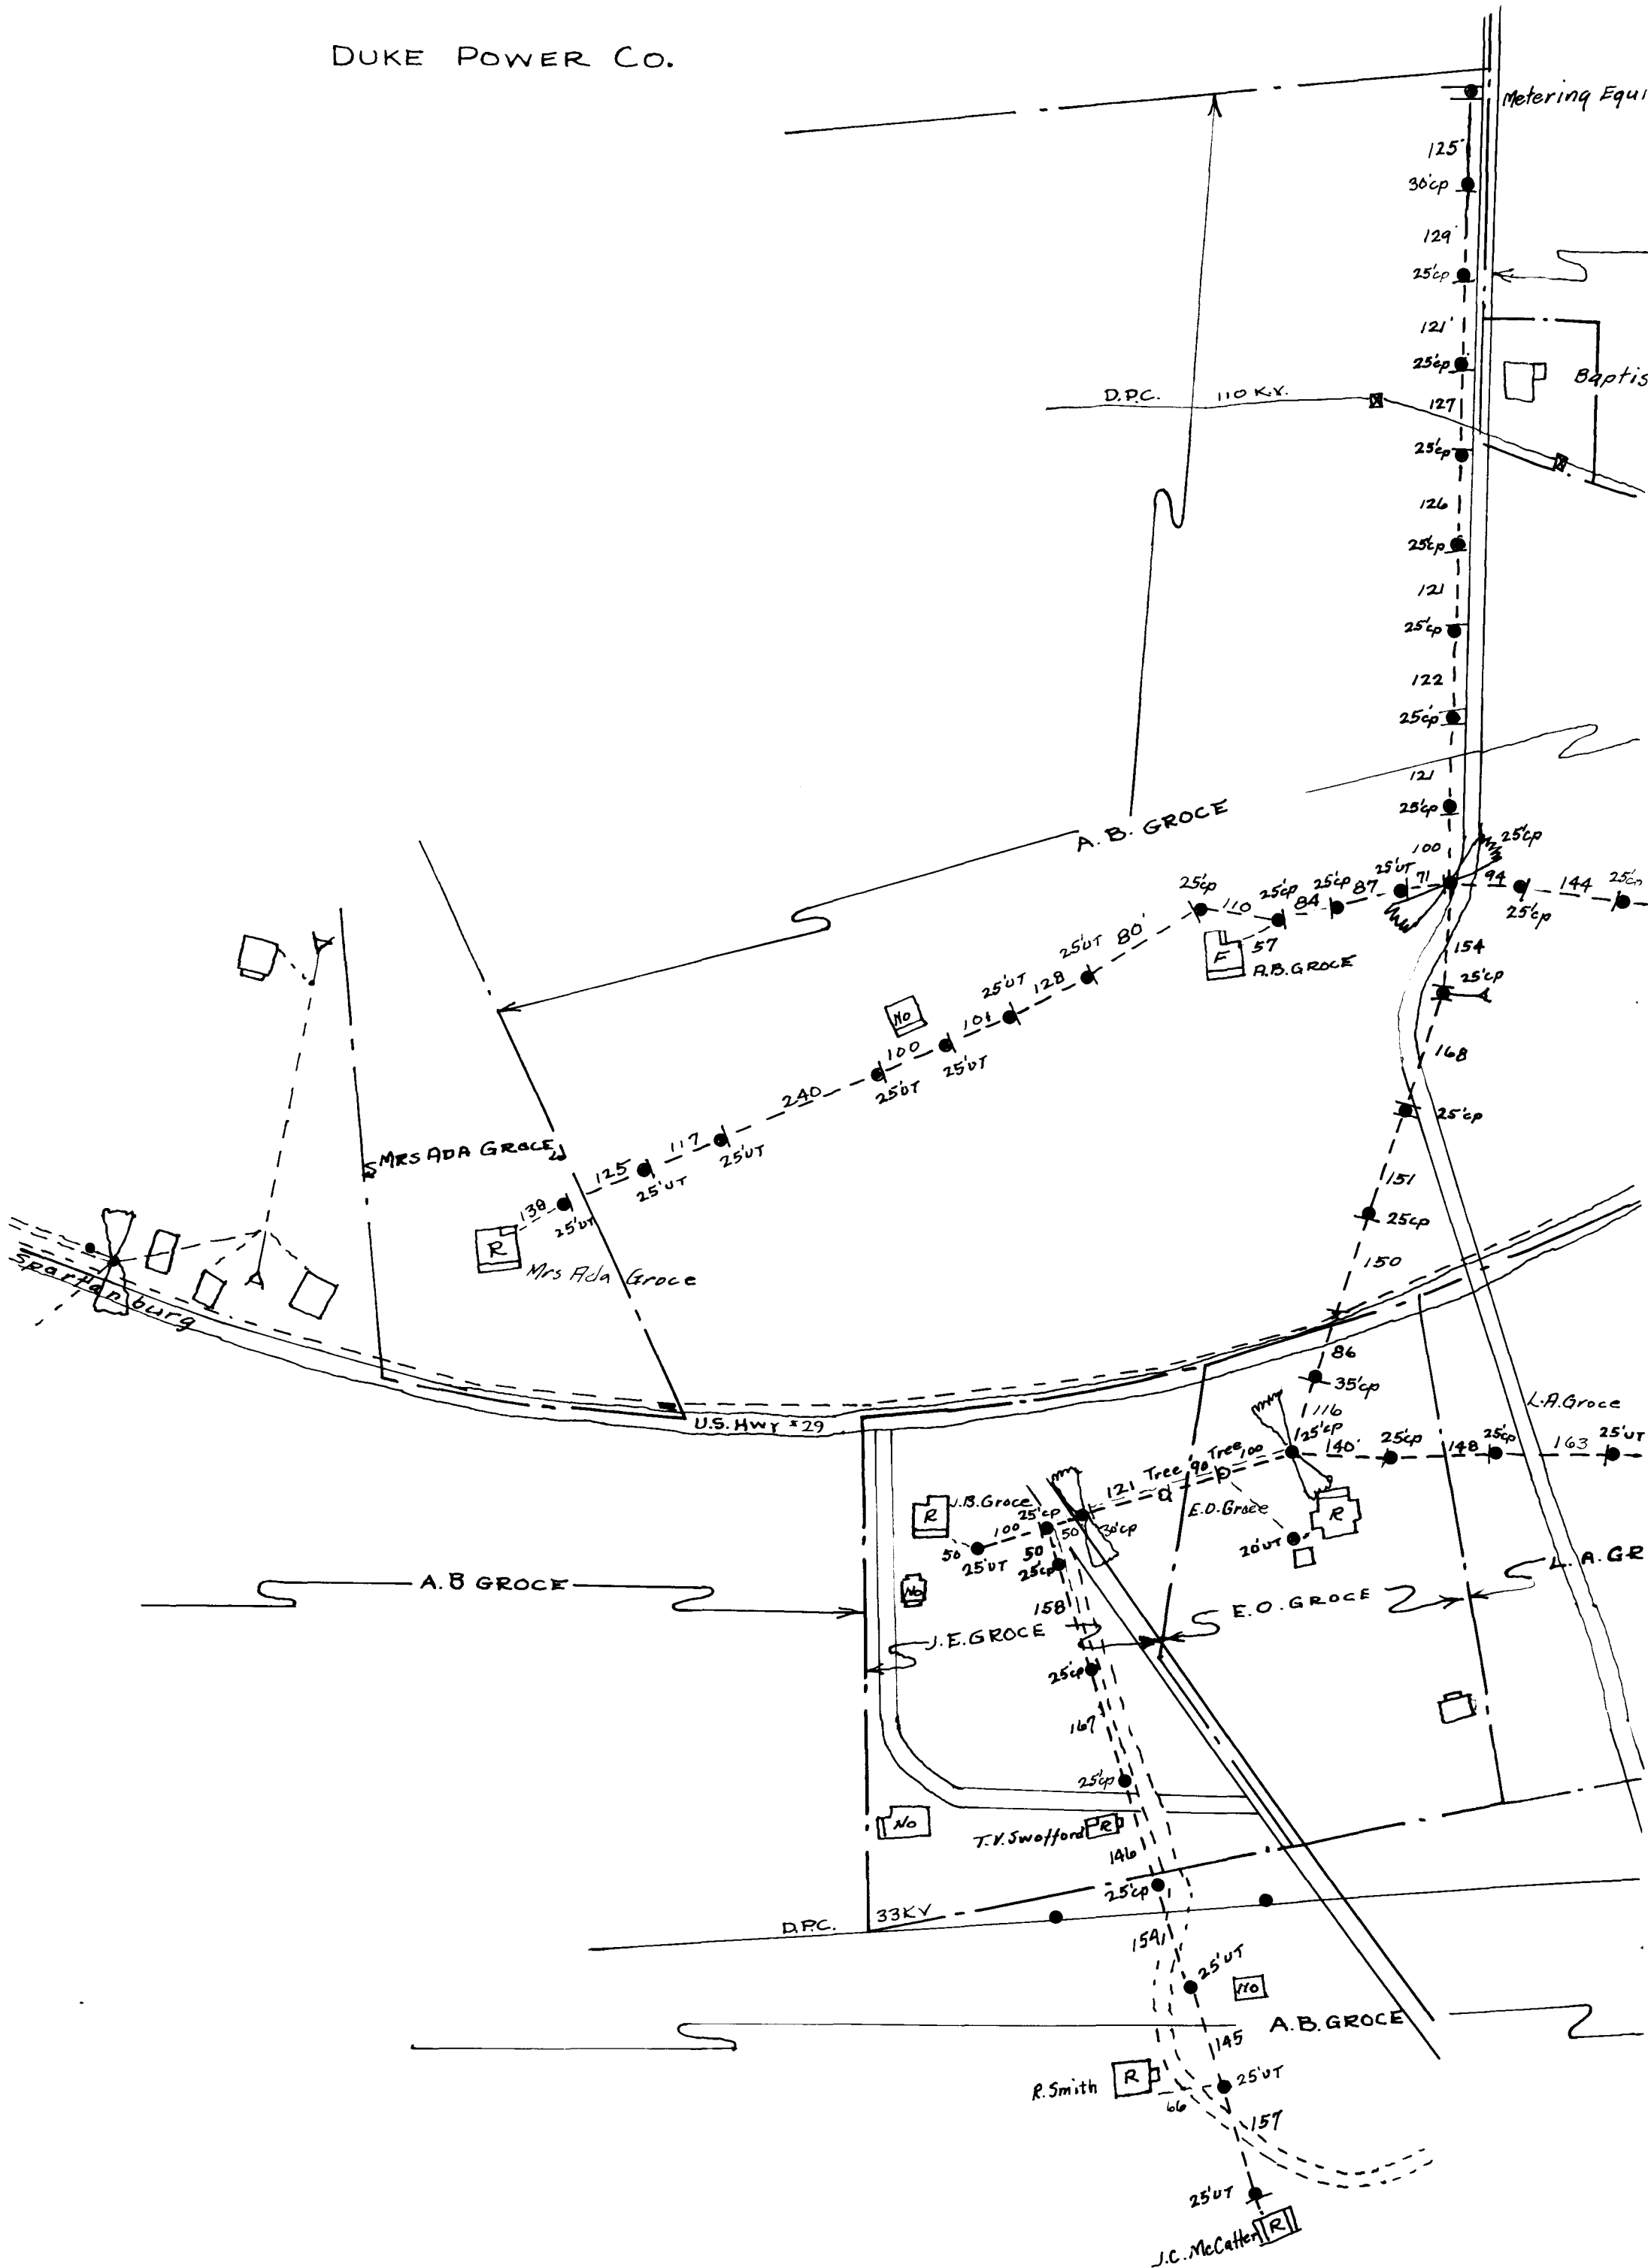 DUKE POWER CO.
Metering Equi
125'
30'cp
129'
25'cp
121'
25'cp
Baptis
D.P.C. 110 K.V.
127
25'cp
126
25'cp
121
25'cp
122
25'cp
121
25'cp
A.B. GROCE
100
25'cp
25'cp 110 25'cp 84 25'cp 87 25'UT 71
94 25'cp 144 25'cp
57
F
A.B. GROCE
154
25'cp
25'UT 80'
25'UT 128
No
101
100
25'UT
25'UT
240
168
25'cp
MRS ADA GROCE
117
25'UT
125
25'UT
138
25'UT
R
Mrs Ada Groce
151
25cp
150
Spartanburg
86
35'cp
U.S. HWY #29
L.A. Groce
116
25'cp
140' 25'cp 148 25cp 163 25'UT
Tree 100
Tree 90
121
30'cp
J.B. Groce
R
25'cp
50
100
50
25'UT
50
25'cp
E.O. Groce
R
20'UT
No
A.B GROCE
158
J.E. GROCE
E.O. GROCE
L.A. GR
25'cp
167
25'cp
No
T.V. Swofford
R
146
25'cp
D.P.C. 33KV
154
25'UT
No
A.B. GROCE
145
R. Smith
R
25'UT
66
157
25'UT
R